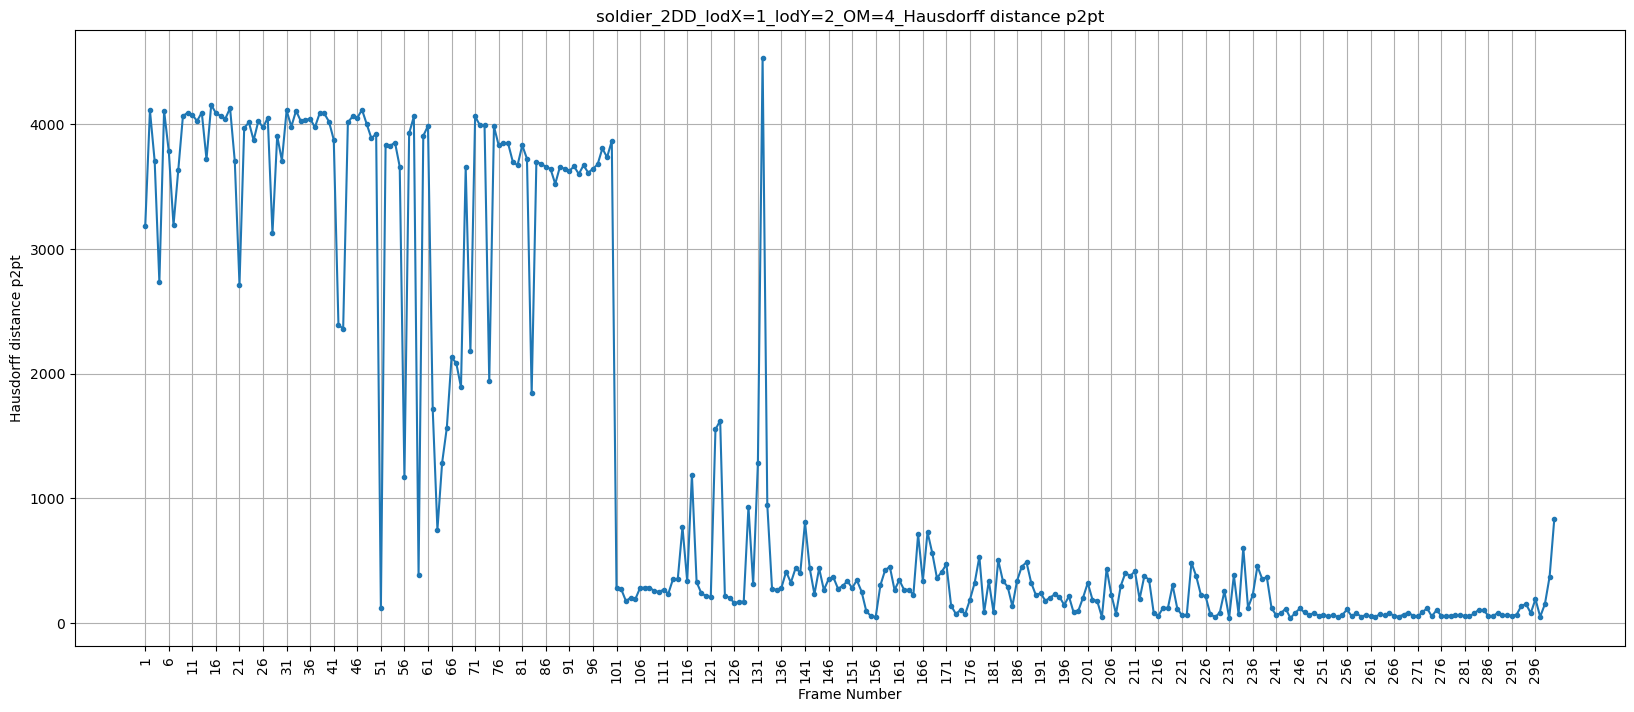 soldier_2DD_lodX=1_lodY=2_OM=4_Hausdorff distance p2pt
Hausdorff distance p2pt
4000
3000
2000
1000
0
1 6 11 16 21 26 31 36 41 46 51 56 61 66 71 76 81 86 91 96 101 106 111 116 121 126 131 136 141 146 151 156 161 166 171 176 181 186 191 196 201 206 211 216 221 226 231 236 241 246 251 256 261 266 271 276 281 286 291 296
Frame Number